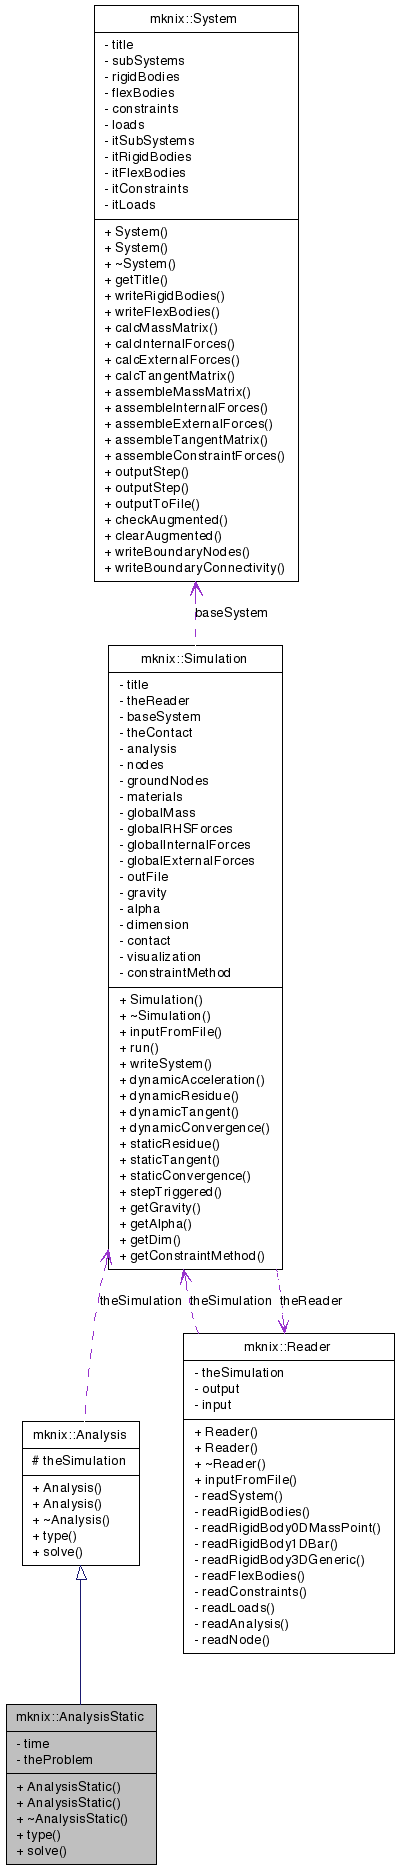 mknix::System
- title
- subSystems
- rigidBodies
- flexBodies
- constraints
- loads
- itSubSystems
- itRigidBodies
- itFlexBodies
- itConstraints
- itLoads
+ System()
+ System()
+ ~System()
+ getTitle()
+ writeRigidBodies()
+ writeFlexBodies()
+ calcMassMatrix()
+ calcInternalForces()
+ calcExternalForces()
+ calcTangentMatrix()
+ assembleMassMatrix()
+ assembleInternalForces()
+ assembleExternalForces()
+ assembleTangentMatrix()
+ assembleConstraintForces()
+ outputStep()
+ outputStep()
+ outputToFile()
+ checkAugmented()
+ clearAugmented()
+ writeBoundaryNodes()
+ writeBoundaryConnectivity()
baseSystem
mknix::Simulation
- title
- theReader
- baseSystem
- theContact
- analysis
- nodes
- groundNodes
- materials
- globalMass
- globalRHSForces
- globalInternalForces
- globalExternalForces
- outFile
- gravity
- alpha
- dimension
- contact
- visualization
- constraintMethod
+ Simulation()
+ ~Simulation()
+ inputFromFile()
+ run()
+ writeSystem()
+ dynamicAcceleration()
+ dynamicResidue()
+ dynamicTangent()
+ dynamicConvergence()
+ staticResidue()
+ staticTangent()
+ staticConvergence()
+ stepTriggered()
+ getGravity()
+ getAlpha()
+ getDim()
+ getConstraintMethod()
theSimulation theSimulation theReader
mknix::Reader
- theSimulation
- output
- input
+ Reader()
+ Reader()
+ ~Reader()
+ inputFromFile()
- readSystem()
- readRigidBodies()
- readRigidBody0DMassPoint()
- readRigidBody1DBar()
- readRigidBody3DGeneric()
- readFlexBodies()
- readConstraints()
- readLoads()
- readAnalysis()
- readNode()
mknix::Analysis
# theSimulation
+ Analysis()
+ Analysis()
+ ~Analysis()
+ type()
+ solve()
mknix::AnalysisStatic
- time
- theProblem
+ AnalysisStatic()
+ AnalysisStatic()
+ ~AnalysisStatic()
+ type()
+ solve()